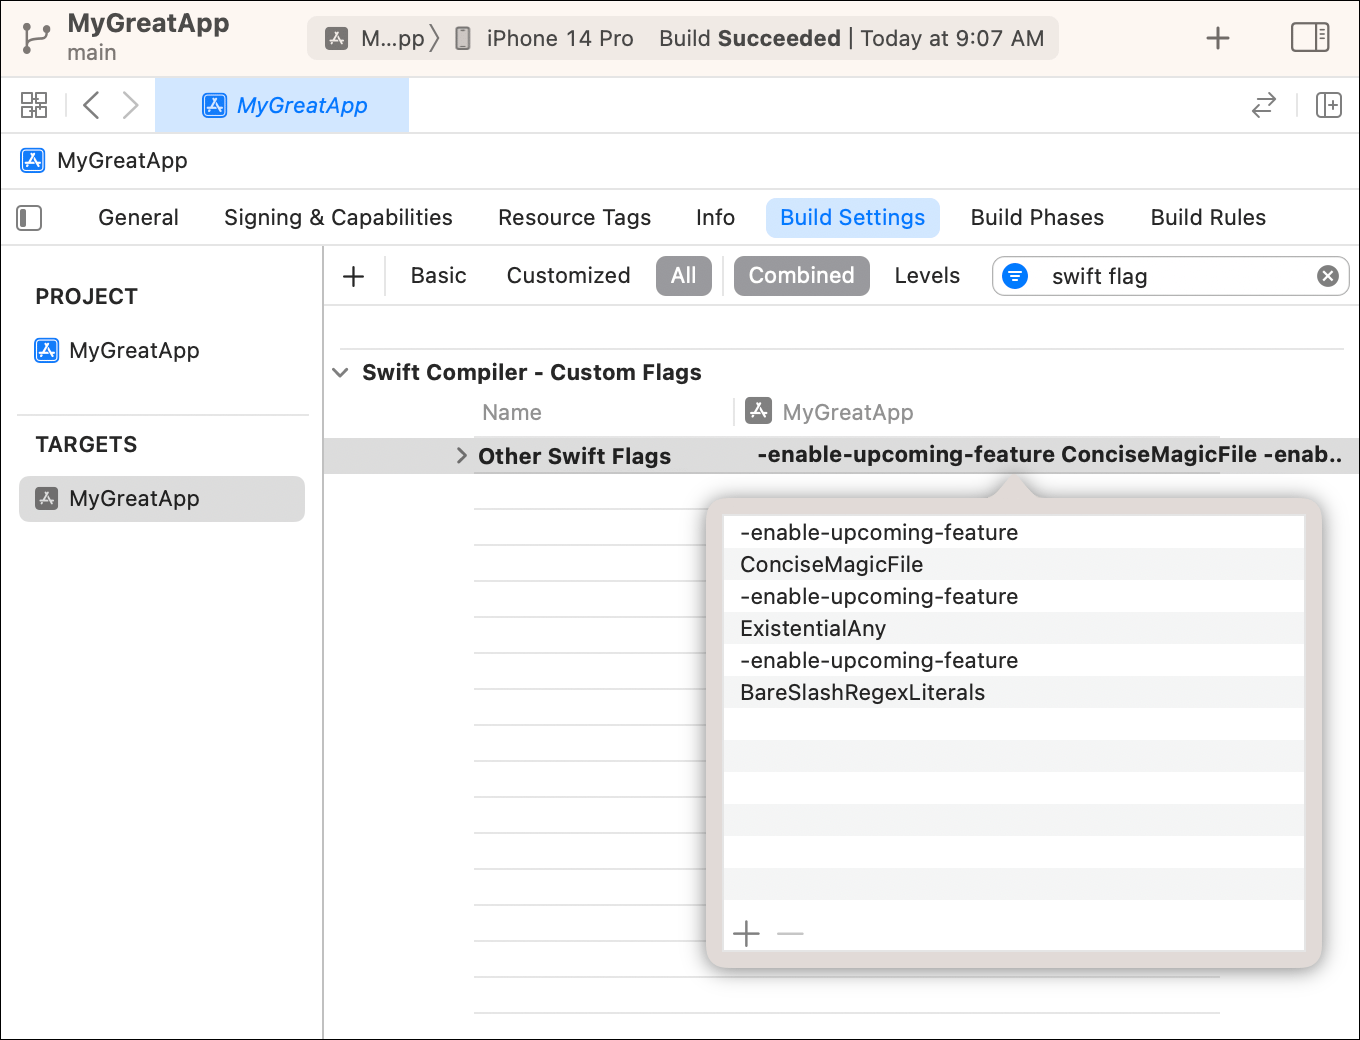 MyGreatApp
main
M...pp iPhone 14 Pro Build Succeeded | Today at 9:07 AM
MyGreatApp
MyGreatApp
General Signing & Capabilities Resource Tags Info Build Settings Build Phases Build Rules
PROJECT
MyGreatApp
TARGETS
MyGreatApp
Basic Customized All Combined Levels swift flag
Swift Compiler - Custom Flags
Name MyGreatApp
Other Swift Flags -enable-upcoming-feature ConciseMagicFile -enab..
-enable-upcoming-feature
ConciseMagicFile
-enable-upcoming-feature
ExistentialAny
-enable-upcoming-feature
BareSlashRegexLiterals